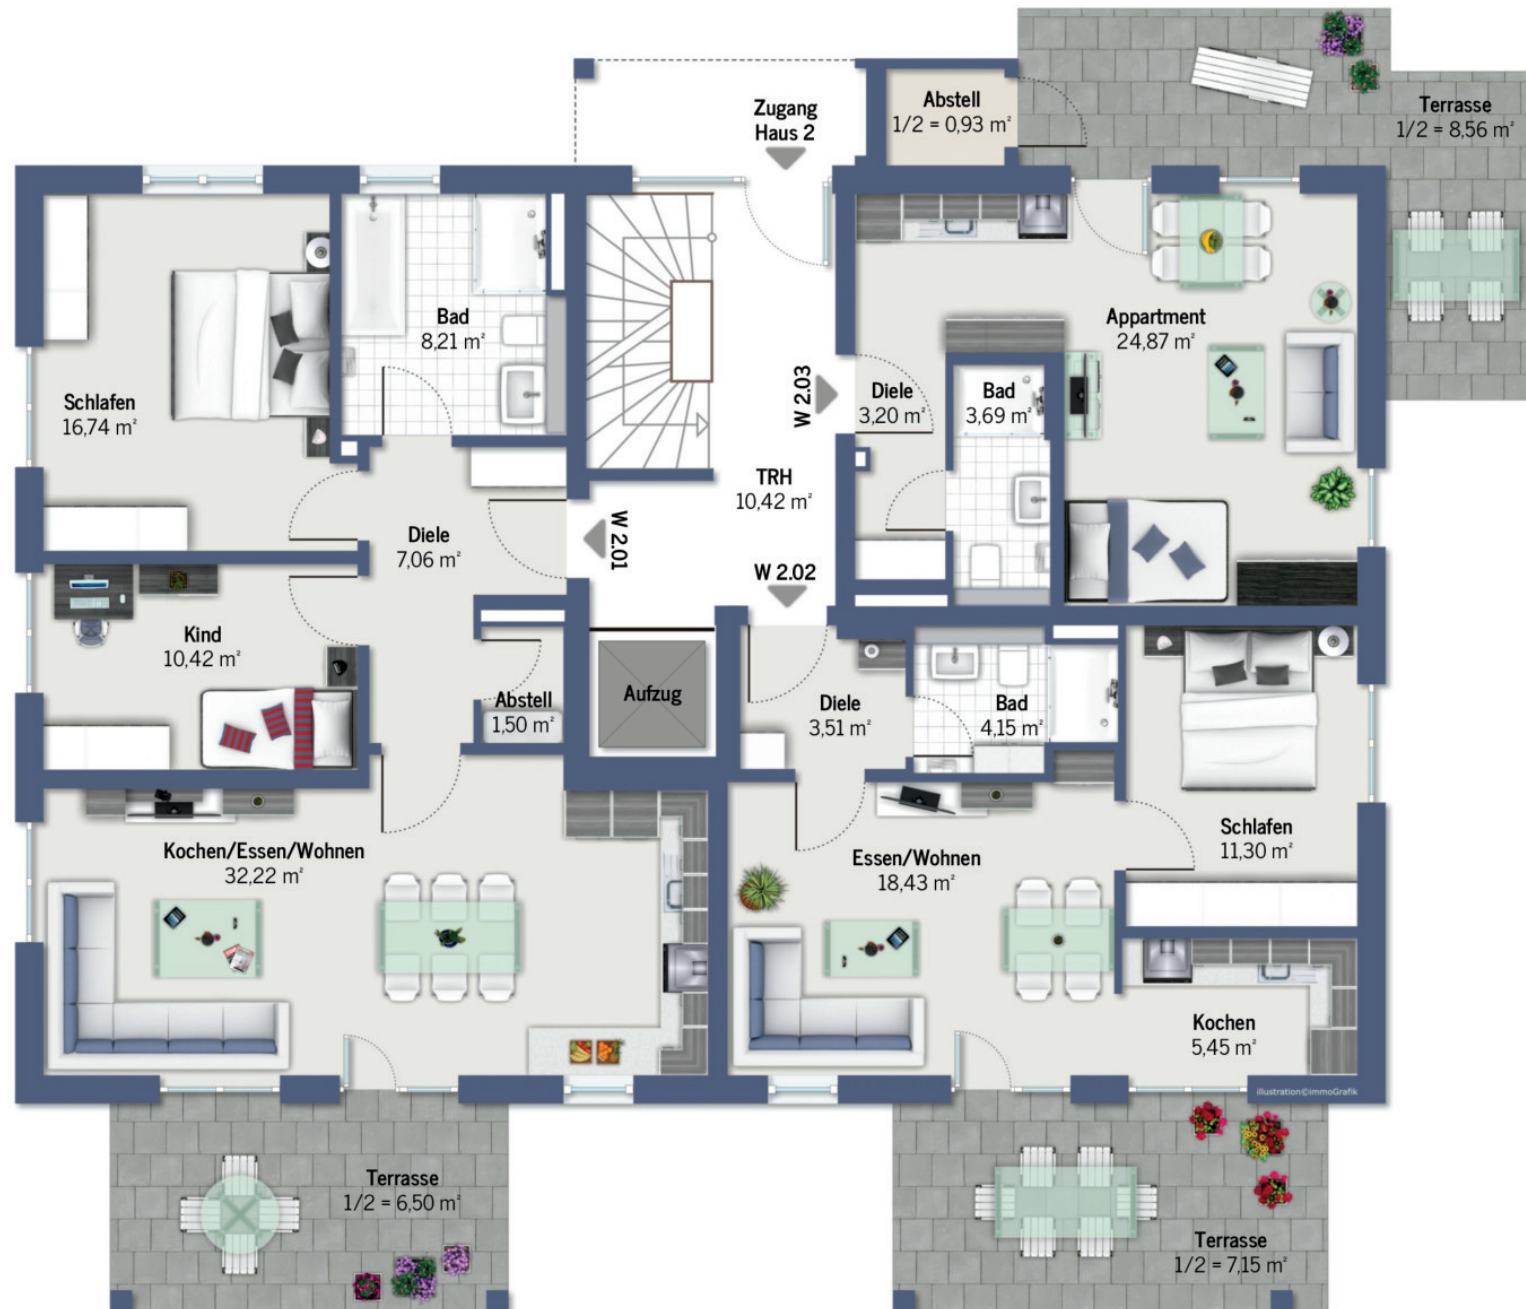 Zugang
Haus 2
Abstell
1/2 = 0,93 m²
Terrasse
1/2 = 8,56 m²
Schlafen
16,74 m²
Bad
8,21 m²
Appartment
24,87 m²
W 2.03
Diele
3,20 m²
Bad
3,69 m²
TRH
10,42 m²
Diele
7,06 m²
W 2.01
W 2.02
Kind
10,42 m²
Abstell
1,50 m²
Aufzug
Diele
3,51 m²
Bad
4,15 m²
Schlafen
11,30 m²
Kochen/Essen/Wohnen
32,22 m²
Essen/Wohnen
18,43 m²
Kochen
5,45 m²
illustration©immoGrafik
Terrasse
1/2 = 6,50 m²
Terrasse
1/2 = 7,15 m²